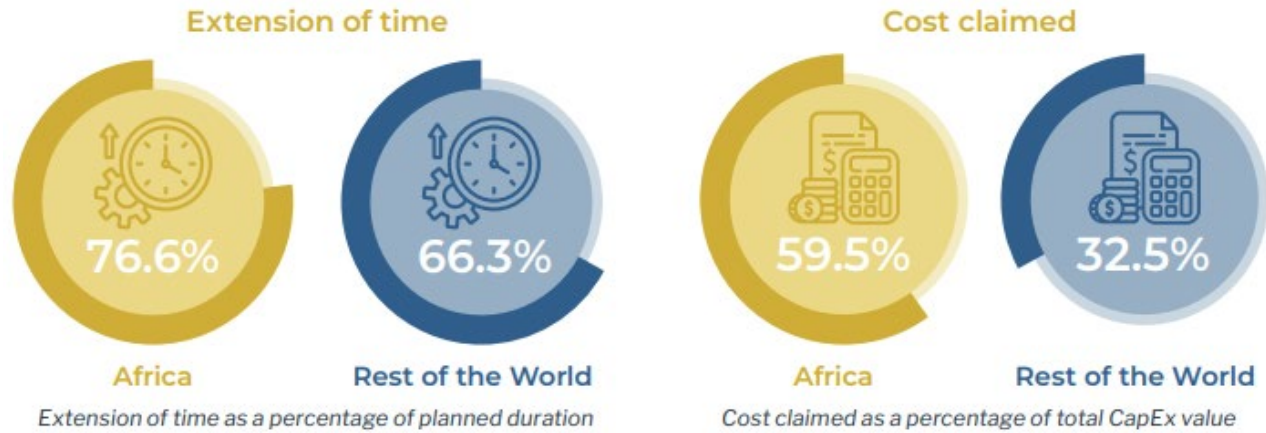 Extension of time
Cost claimed
$
$
$
$
76.6%
66.3%
59.5%
32.5%
Africa
Rest of the World
Africa
Rest of the World
Extension of time as a percentage of planned duration
Cost claimed as a percentage of total CapEx value